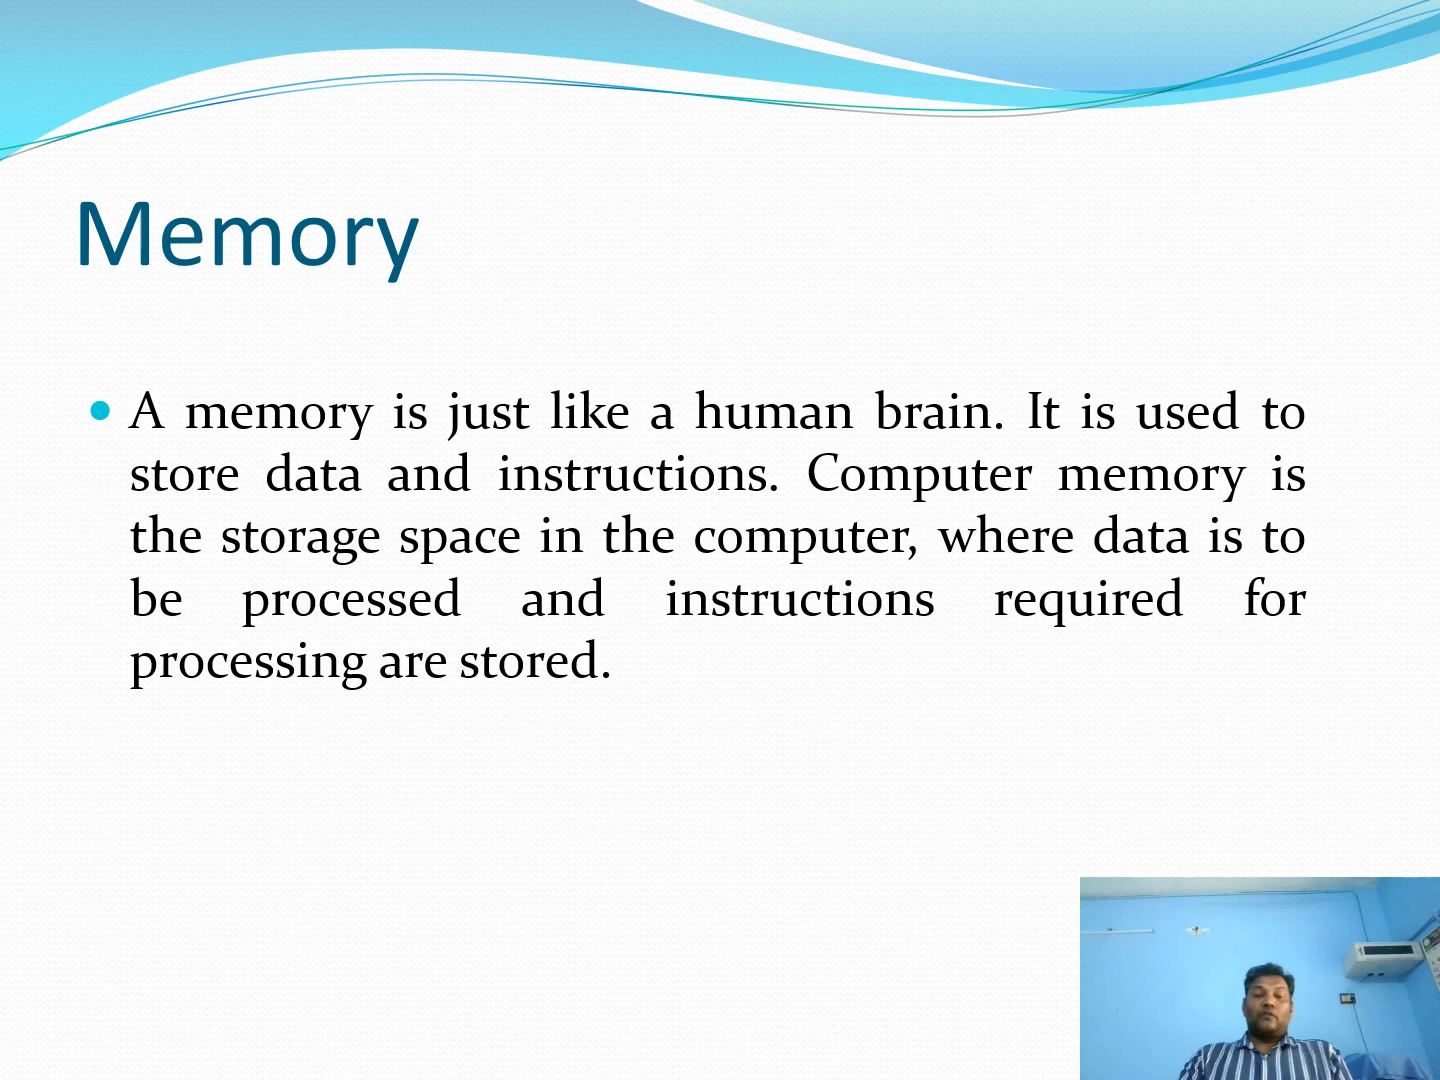 Memory
A memory is just like a human brain. It is used to
store data and instructions. Computer memory is
the storage space in the computer, where data is to
be processed and instructions required for
processing are stored.